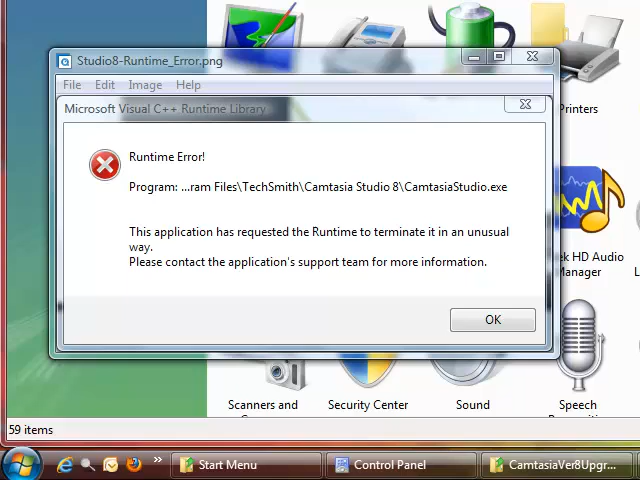 Studio8-Runtime_Error.png
File Edit Image Help
Microsoft Visual C++ Runtime Library
Runtime Error!
Program: ...ram Files\TechSmith\Camtasia Studio 8\CamtasiaStudio.exe
This application has requested the Runtime to terminate it in an unusual
way.
Please contact the application's support team for more information.
OK
Printers
ek HD Audio
Manager
Scanners and
Security Center
Sound
Speech
59 items
Start Menu
Control Panel
CamtasiaVer8Upgr...